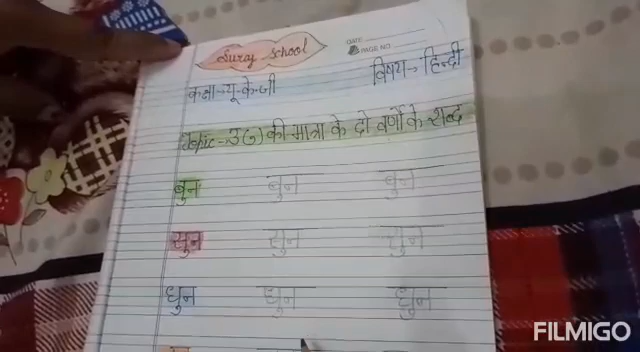 Suraj School
DATE
PAGE NO.
कक्षा→यू.के.जी
विषय→ हिन्दी
Topic→उ(ु) की मात्रा के दो वर्णों के शब्द
बुन बुन बुन
सुन सुन सुन
धुन धुन धुन
FILMIGO